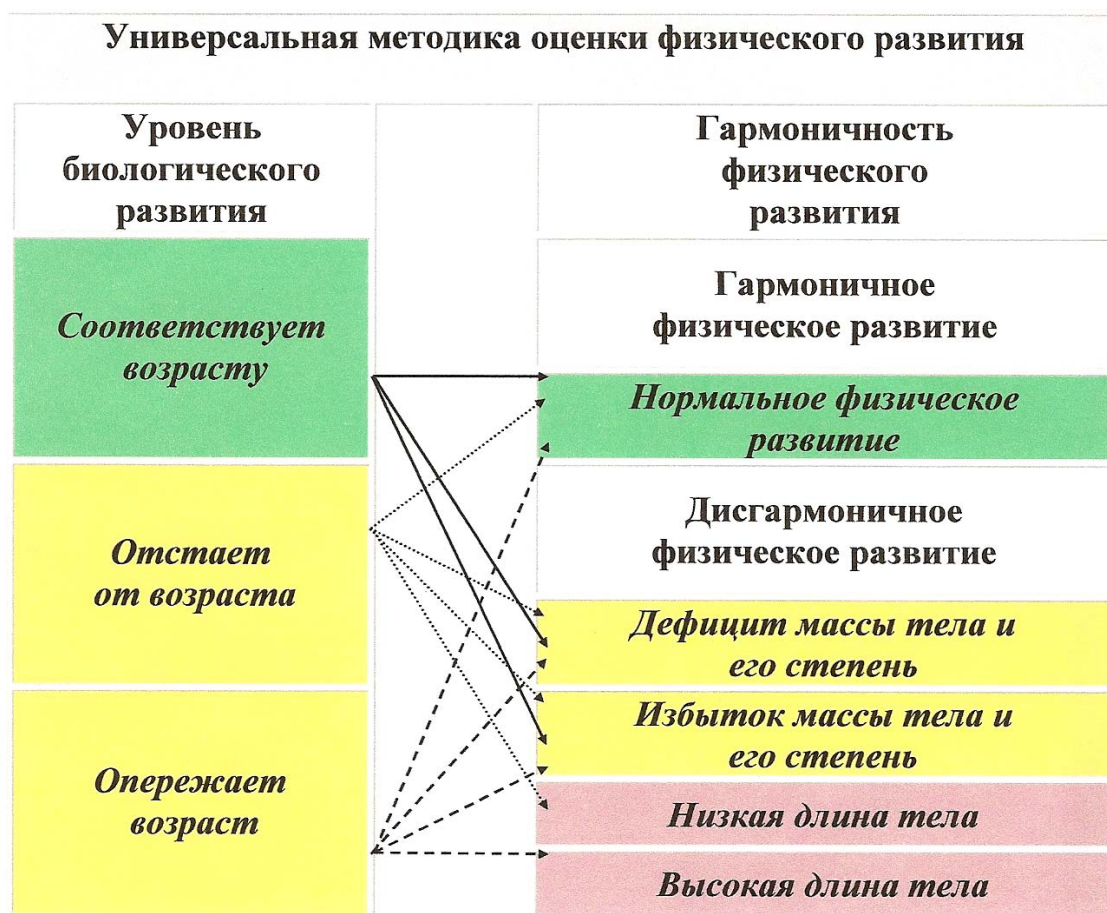 Универсальная методика оценки физического развития
Уровень
биологического
развития
Гармоничность
физического
развития
Соответствует
возрасту
Гармоничное
физическое развитие
Нормальное физическое
развитие
Отстает
от возраста
Дисгармоничное
физическое развитие
Дефицит массы тела и
его степень
Избыток массы тела и
его степень
Опережает
возраст
Низкая длина тела
Высокая длина тела